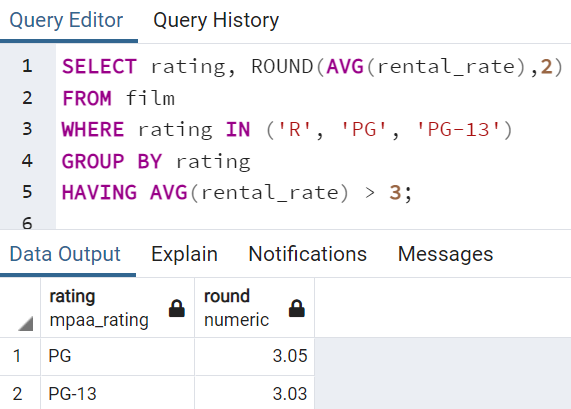 Query Editor Query History
1 SELECT rating, ROUND(AVG(rental_rate),2)
2 FROM film
3 WHERE rating IN ('R', 'PG', 'PG-13')
4 GROUP BY rating
5 HAVING AVG(rental_rate) > 3;
6
Data Output Explain Notifications Messages
rating round
mpaa_rating numeric
1 PG 3.05
2 PG-13 3.03